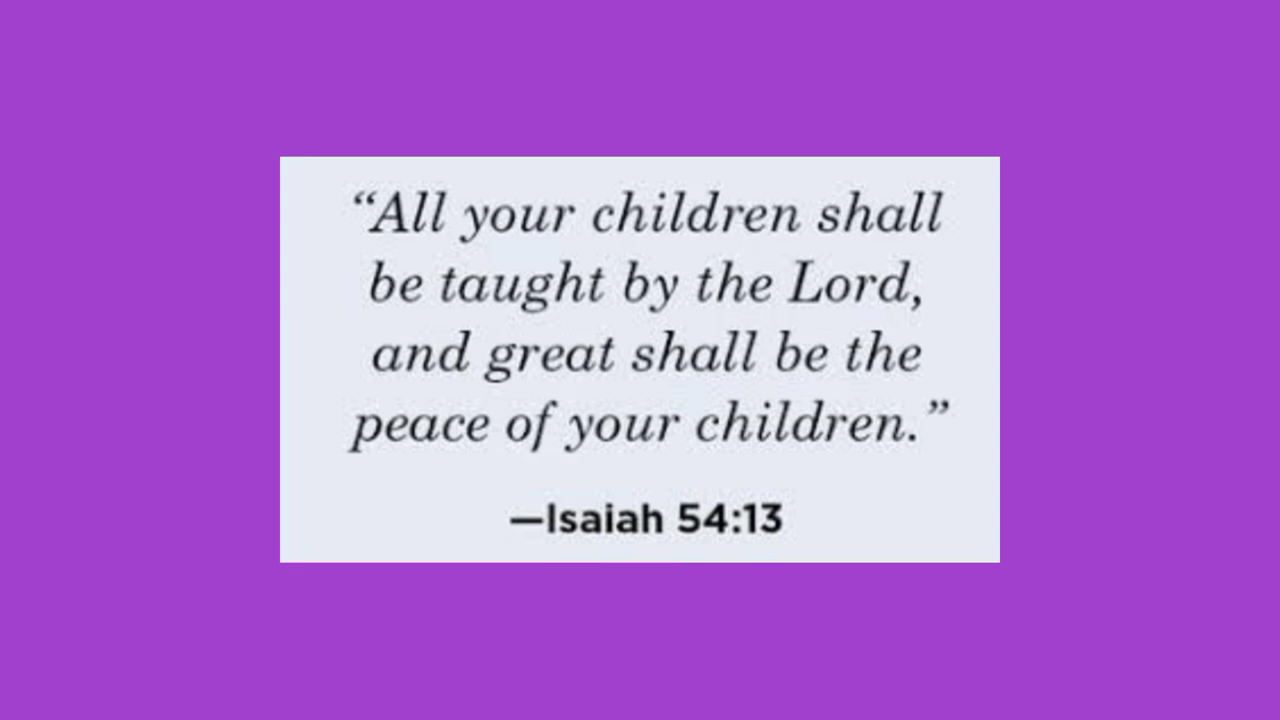 “All your children shall
be taught by the Lord,
and great shall be the
peace of your children.”
—Isaiah 54:13